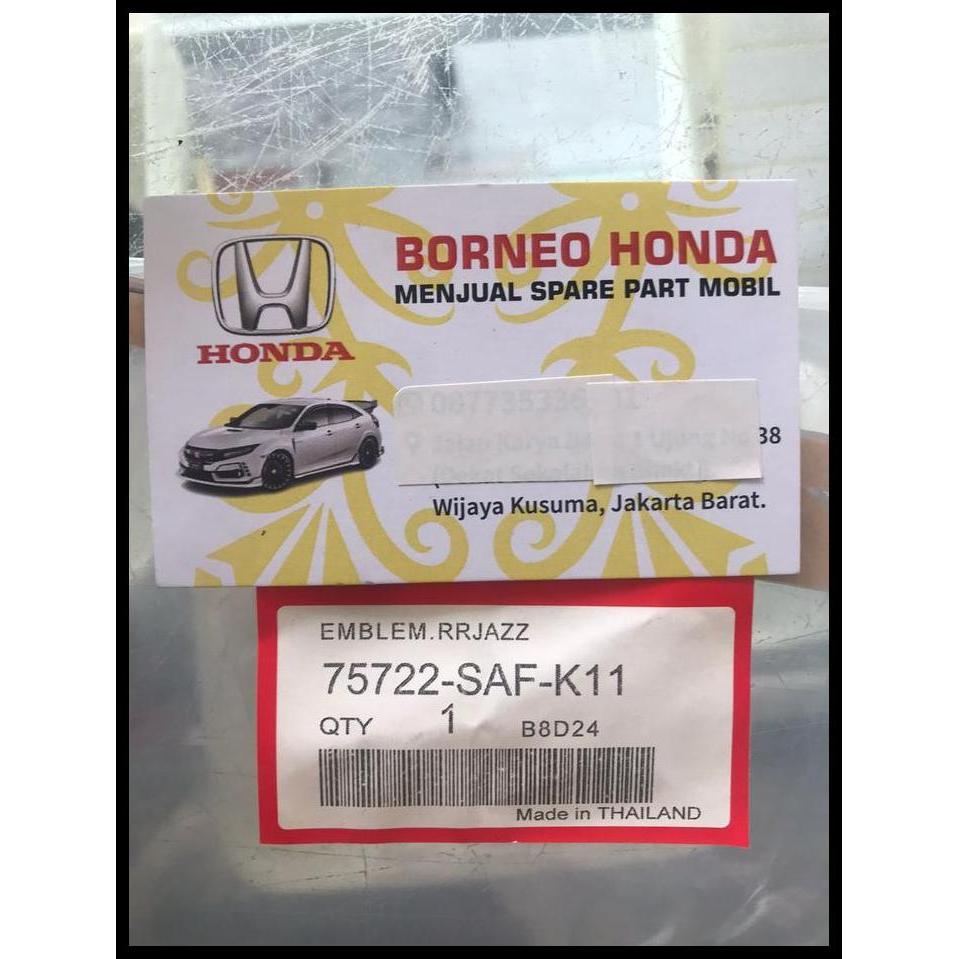 BORNEO HONDA
MENJUAL SPARE PART MOBIL
HONDA
38
Wijaya Kusuma, Jakarta Barat.
EMBLEM.RRJAZZ
75722-SAF-K11
QTY 1 B8D24
Made in THAILAND